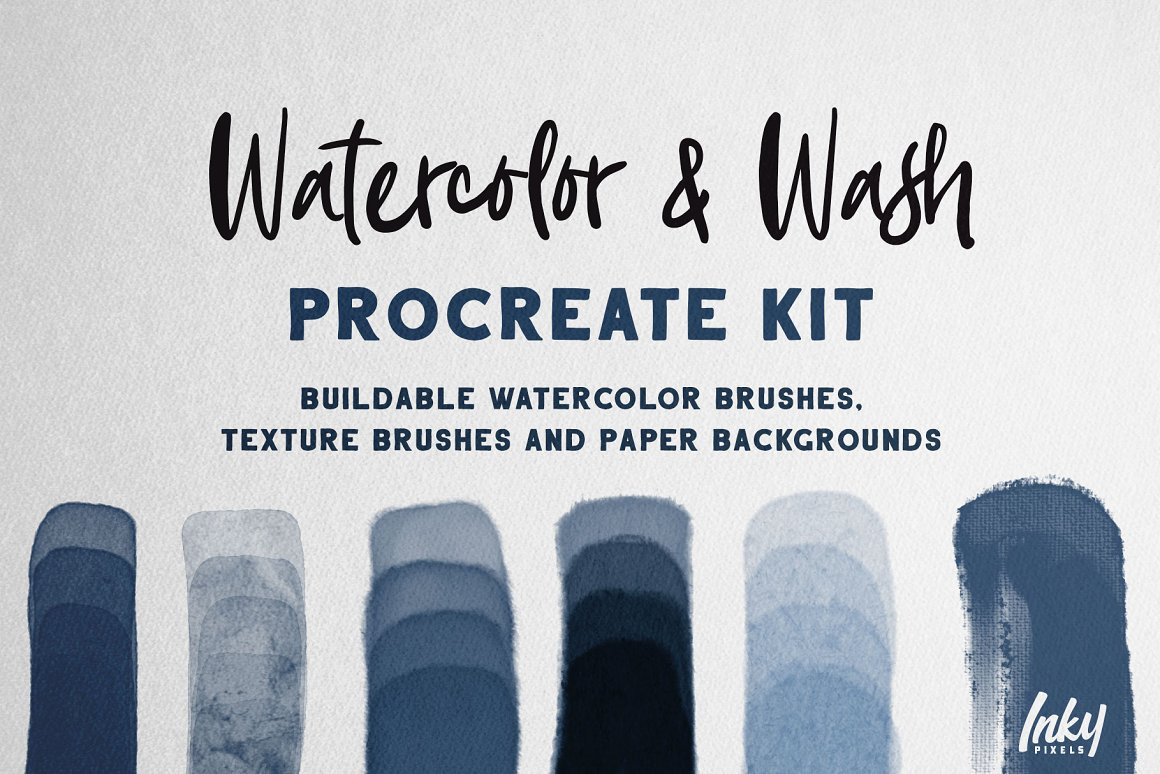 Watercolor & Wash
PROCREATE KIT
BUILDABLE WATERCOLOR BRUSHES,
TEXTURE BRUSHES AND PAPER BACKGROUNDS
Inky
PIXELS